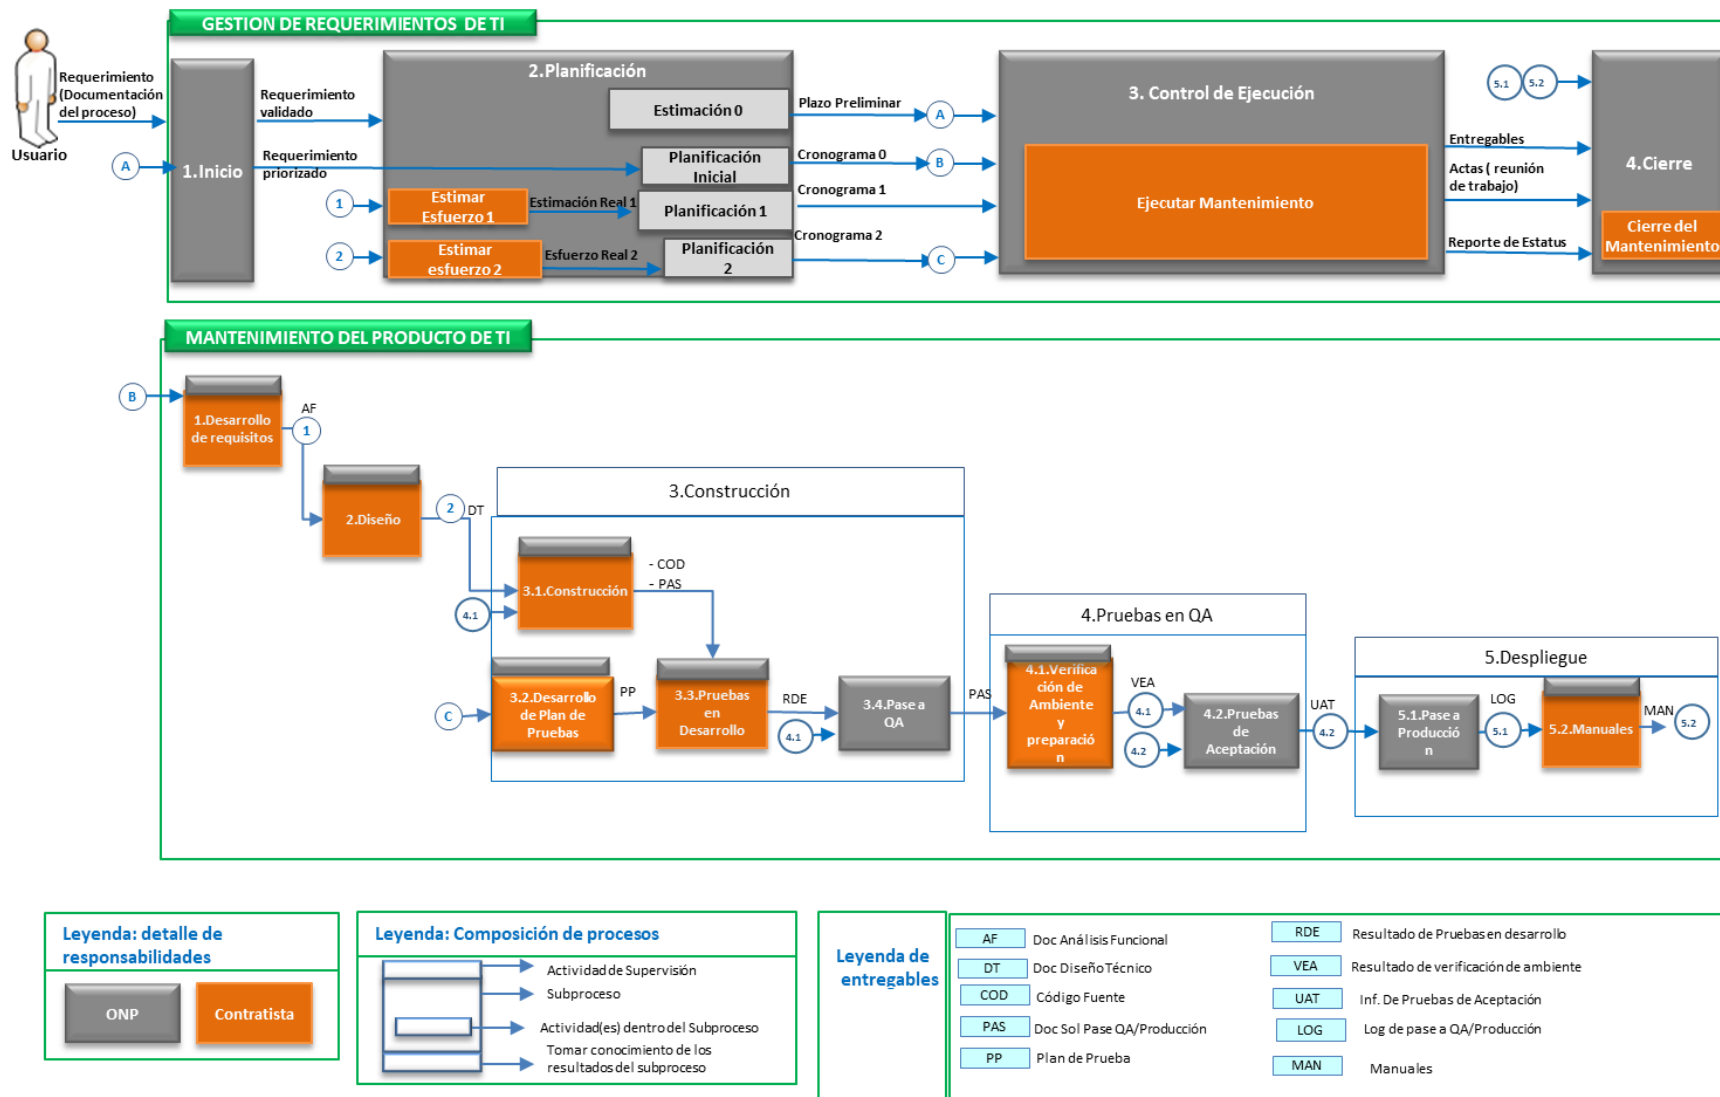 GESTION DE REQUERIMIENTOS DE TI
Usuario
Requerimiento
(Documentación
del proceso)
A
1.Inicio
Requerimiento
validado
Requerimiento
priorizado
2.Planificación
Estimación 0
Planificación
Inicial
1
Estimar
Esfuerzo 1
Estimación Real 1
Planificación 1
2
Estimar
esfuerzo 2
Esfuerzo Real 2
Planificación
2
Plazo Preliminar
A
Cronograma 0
B
Cronograma 1
Cronograma 2
C
3. Control de Ejecución
Ejecutar Mantenimiento
5.1
5.2
Entregables
Actas ( reunión
de trabajo)
Reporte de Estatus
4.Cierre
Cierre del
Mantenimiento
MANTENIMIENTO DEL PRODUCTO DE TI
B
1.Desarrollo
de requisitos
AF
1
2.Diseño
2
DT
3.Construcción
3.1.Construcción
4.1
- COD
- PAS
C
3.2.Desarrollo
de Plan de
Pruebas
PP
3.3.Pruebas
en
Desarrollo
RDE
4.1
3.4.Pase a
QA
PAS
4.Pruebas en QA
4.1.Verifica
ción de
Ambiente
y
preparació
n
VEA
4.1
4.2
4.2.Pruebas
de
Aceptación
UAT
4.2
5.Despliegue
5.1.Pase a
Producció
n
LOG
5.1
5.2.Manuales
MAN
5.2
Leyenda: detalle de
responsabilidades
ONP
Contratista
Leyenda: Composición de procesos
Actividad de Supervisión
Subproceso
Actividad(es) dentro del Subproceso
Tomar conocimiento de los
resultados del subproceso
Leyenda de
entregables
AF Doc Análisis Funcional
DT Doc Diseño Técnico
COD Código Fuente
PAS Doc Sol Pase QA/Producción
PP Plan de Prueba
RDE Resultado de Pruebas en desarrollo
VEA Resultado de verificación de ambiente
UAT Inf. De Pruebas de Aceptación
LOG Log de pase a QA/Producción
MAN Manuales